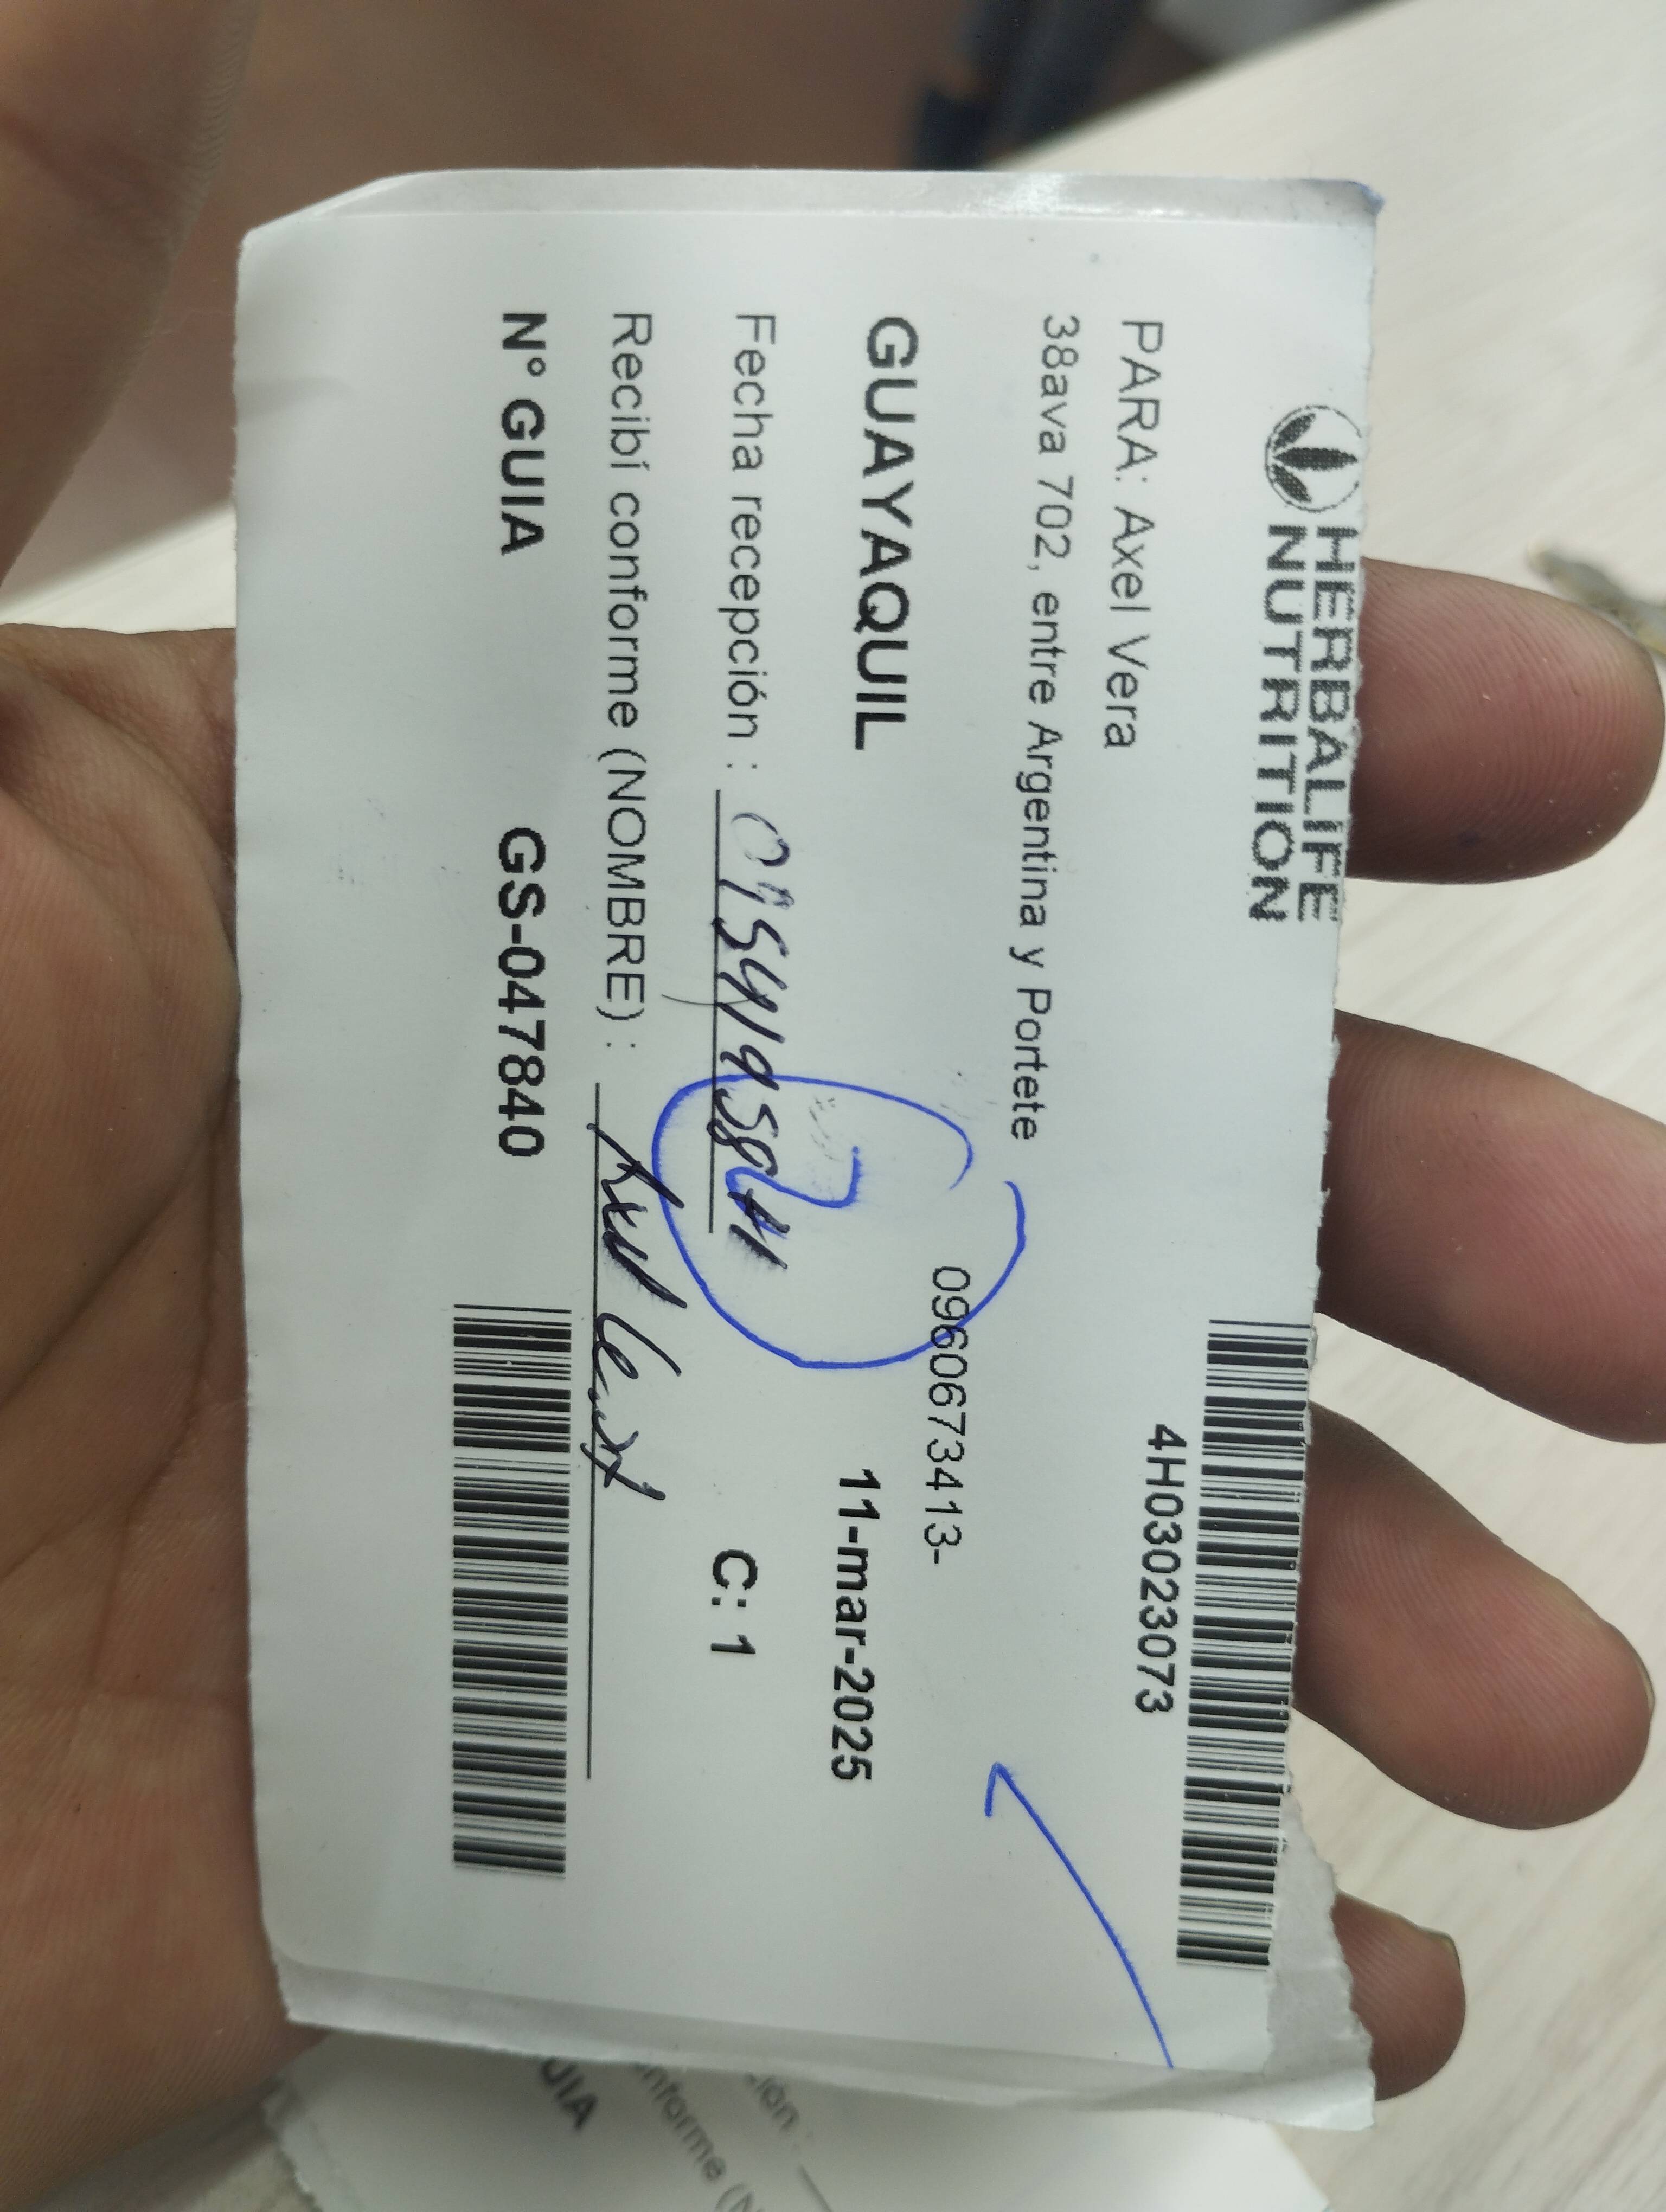 HERBALIFE
NUTRITION
4H03023073
PARA: Axel Vera
38ava 702, entre Argentina y Portete
0960673413-
GUAYAQUIL
11-mar-2025
Fecha recepción :
C: 1
Recibí conforme (NOMBRE) :
N° GUIA GS-047840